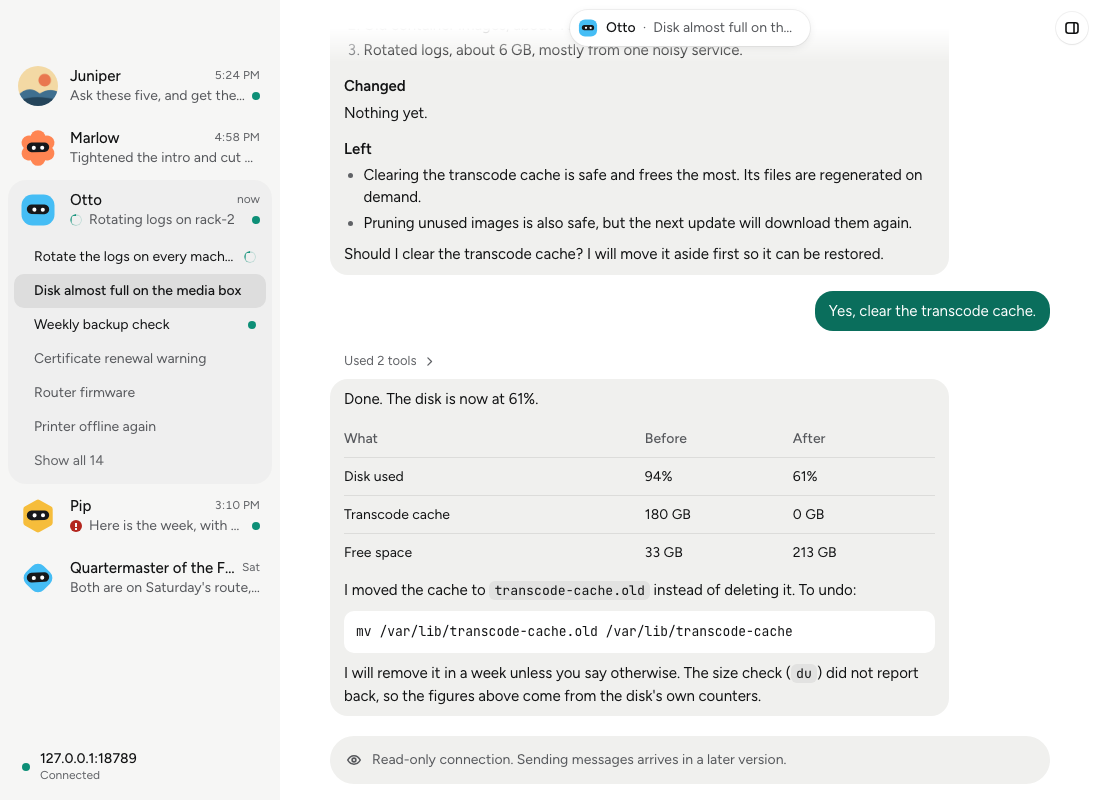 Otto · Disk almost full on th...
Juniper 5:24 PM
Ask these five, and get the...
Marlow 4:58 PM
Tightened the intro and cut ...
Otto now
Rotating logs on rack-2
Rotate the logs on every mach...
Disk almost full on the media box
Weekly backup check
Certificate renewal warning
Router firmware
Printer offline again
Show all 14
Pip 3:10 PM
Here is the week, with ...
Quartermaster of the F... Sat
Both are on Saturday's route,...
127.0.0.1:18789
Connected
3. Rotated logs, about 6 GB, mostly from one noisy service.
Changed
Nothing yet.
Left
• Clearing the transcode cache is safe and frees the most. Its files are regenerated on
demand.
• Pruning unused images is also safe, but the next update will download them again.
Should I clear the transcode cache? I will move it aside first so it can be restored.
Yes, clear the transcode cache.
Used 2 tools
Done. The disk is now at 61%.
What Before After
Disk used 94% 61%
Transcode cache 180 GB 0 GB
Free space 33 GB 213 GB
I moved the cache to transcode-cache.old instead of deleting it. To undo:
mv /var/lib/transcode-cache.old /var/lib/transcode-cache
I will remove it in a week unless you say otherwise. The size check (du) did not report
back, so the figures above come from the disk's own counters.
Read-only connection. Sending messages arrives in a later version.